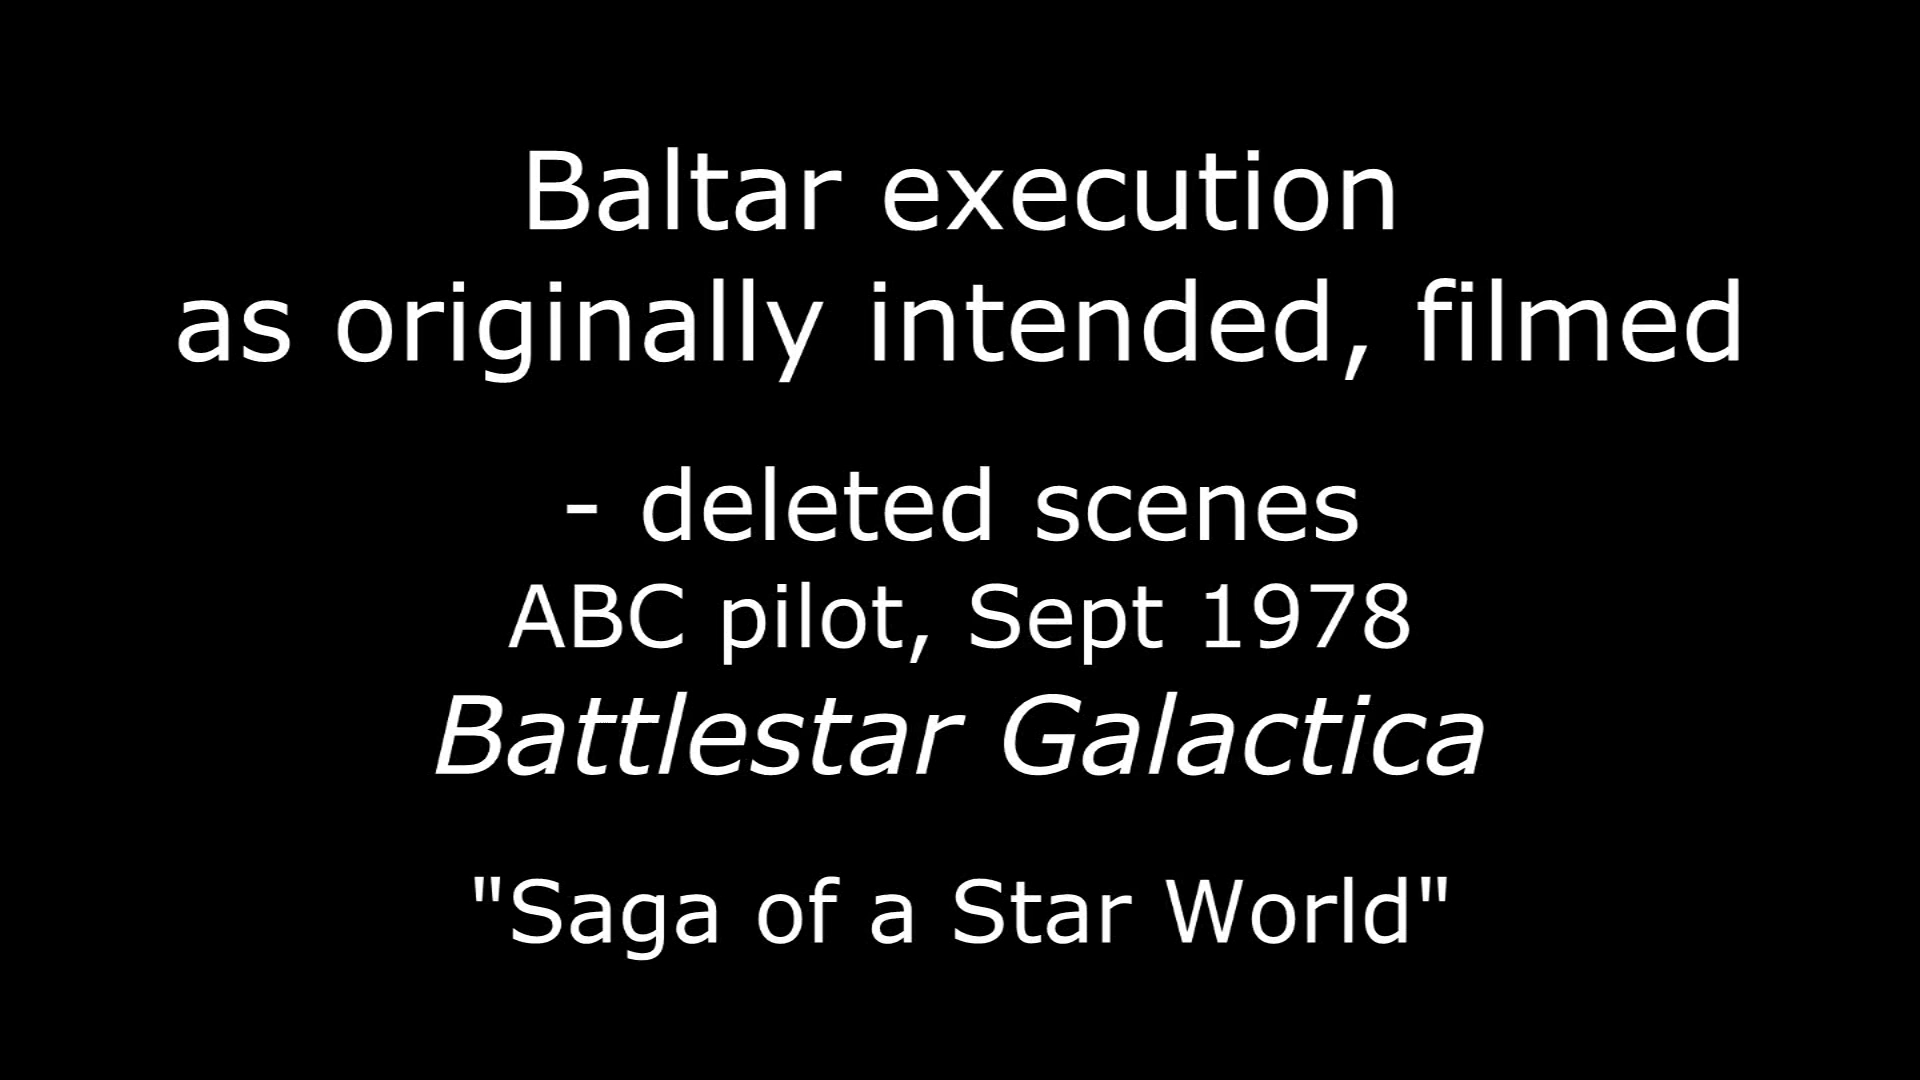 Baltar execution
as originally intended, filmed
- deleted scenes
ABC pilot, Sept 1978
Battlestar Galactica
"Saga of a Star World"